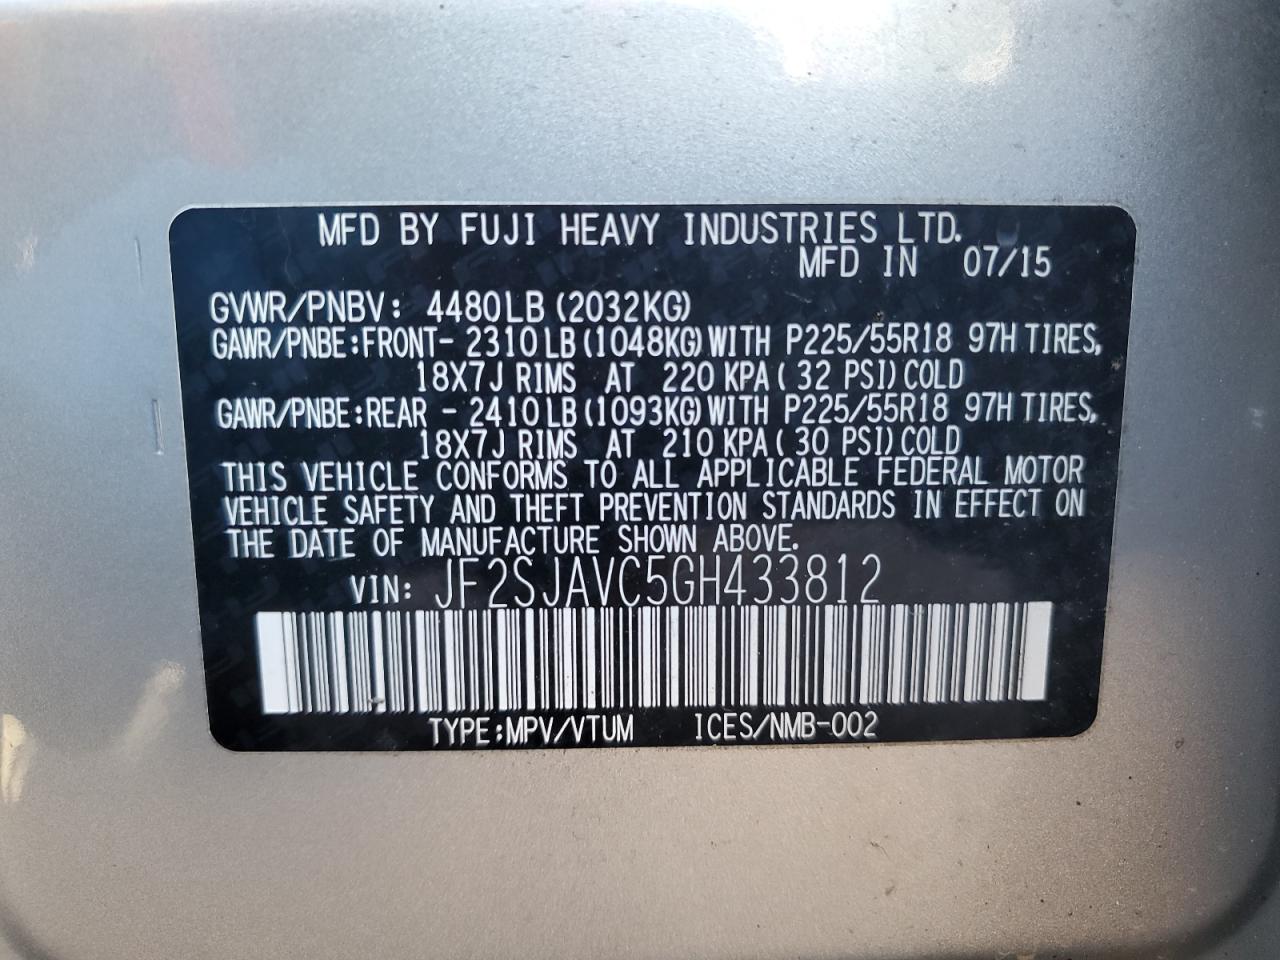 MFD BY FUJI HEAVY INDUSTRIES LTD.
MFD IN 07/15
GVWR/PNBV: 4480LB (2032KG)
GAWR/PNBE:FRONT- 2310LB (1048KG) WITH P225/55R18 97H TIRES,
18X7J RIMS AT 220 KPA ( 32 PSI) COLD
GAWR/PNBE:REAR - 2410LB (1093KG) WITH P225/55R18 97H TIRES,
18X7J RIMS AT 210 KPA ( 30 PSI) COLD
THIS VEHICLE CONFORMS TO ALL APPLICABLE FEDERAL MOTOR
VEHICLE SAFETY AND THEFT PREVENTION STANDARDS IN EFFECT ON
THE DATE OF MANUFACTURE SHOWN ABOVE.
VIN: JF2SJAVC5GH433812
TYPE:MPV/VTUM ICES/NMB-002